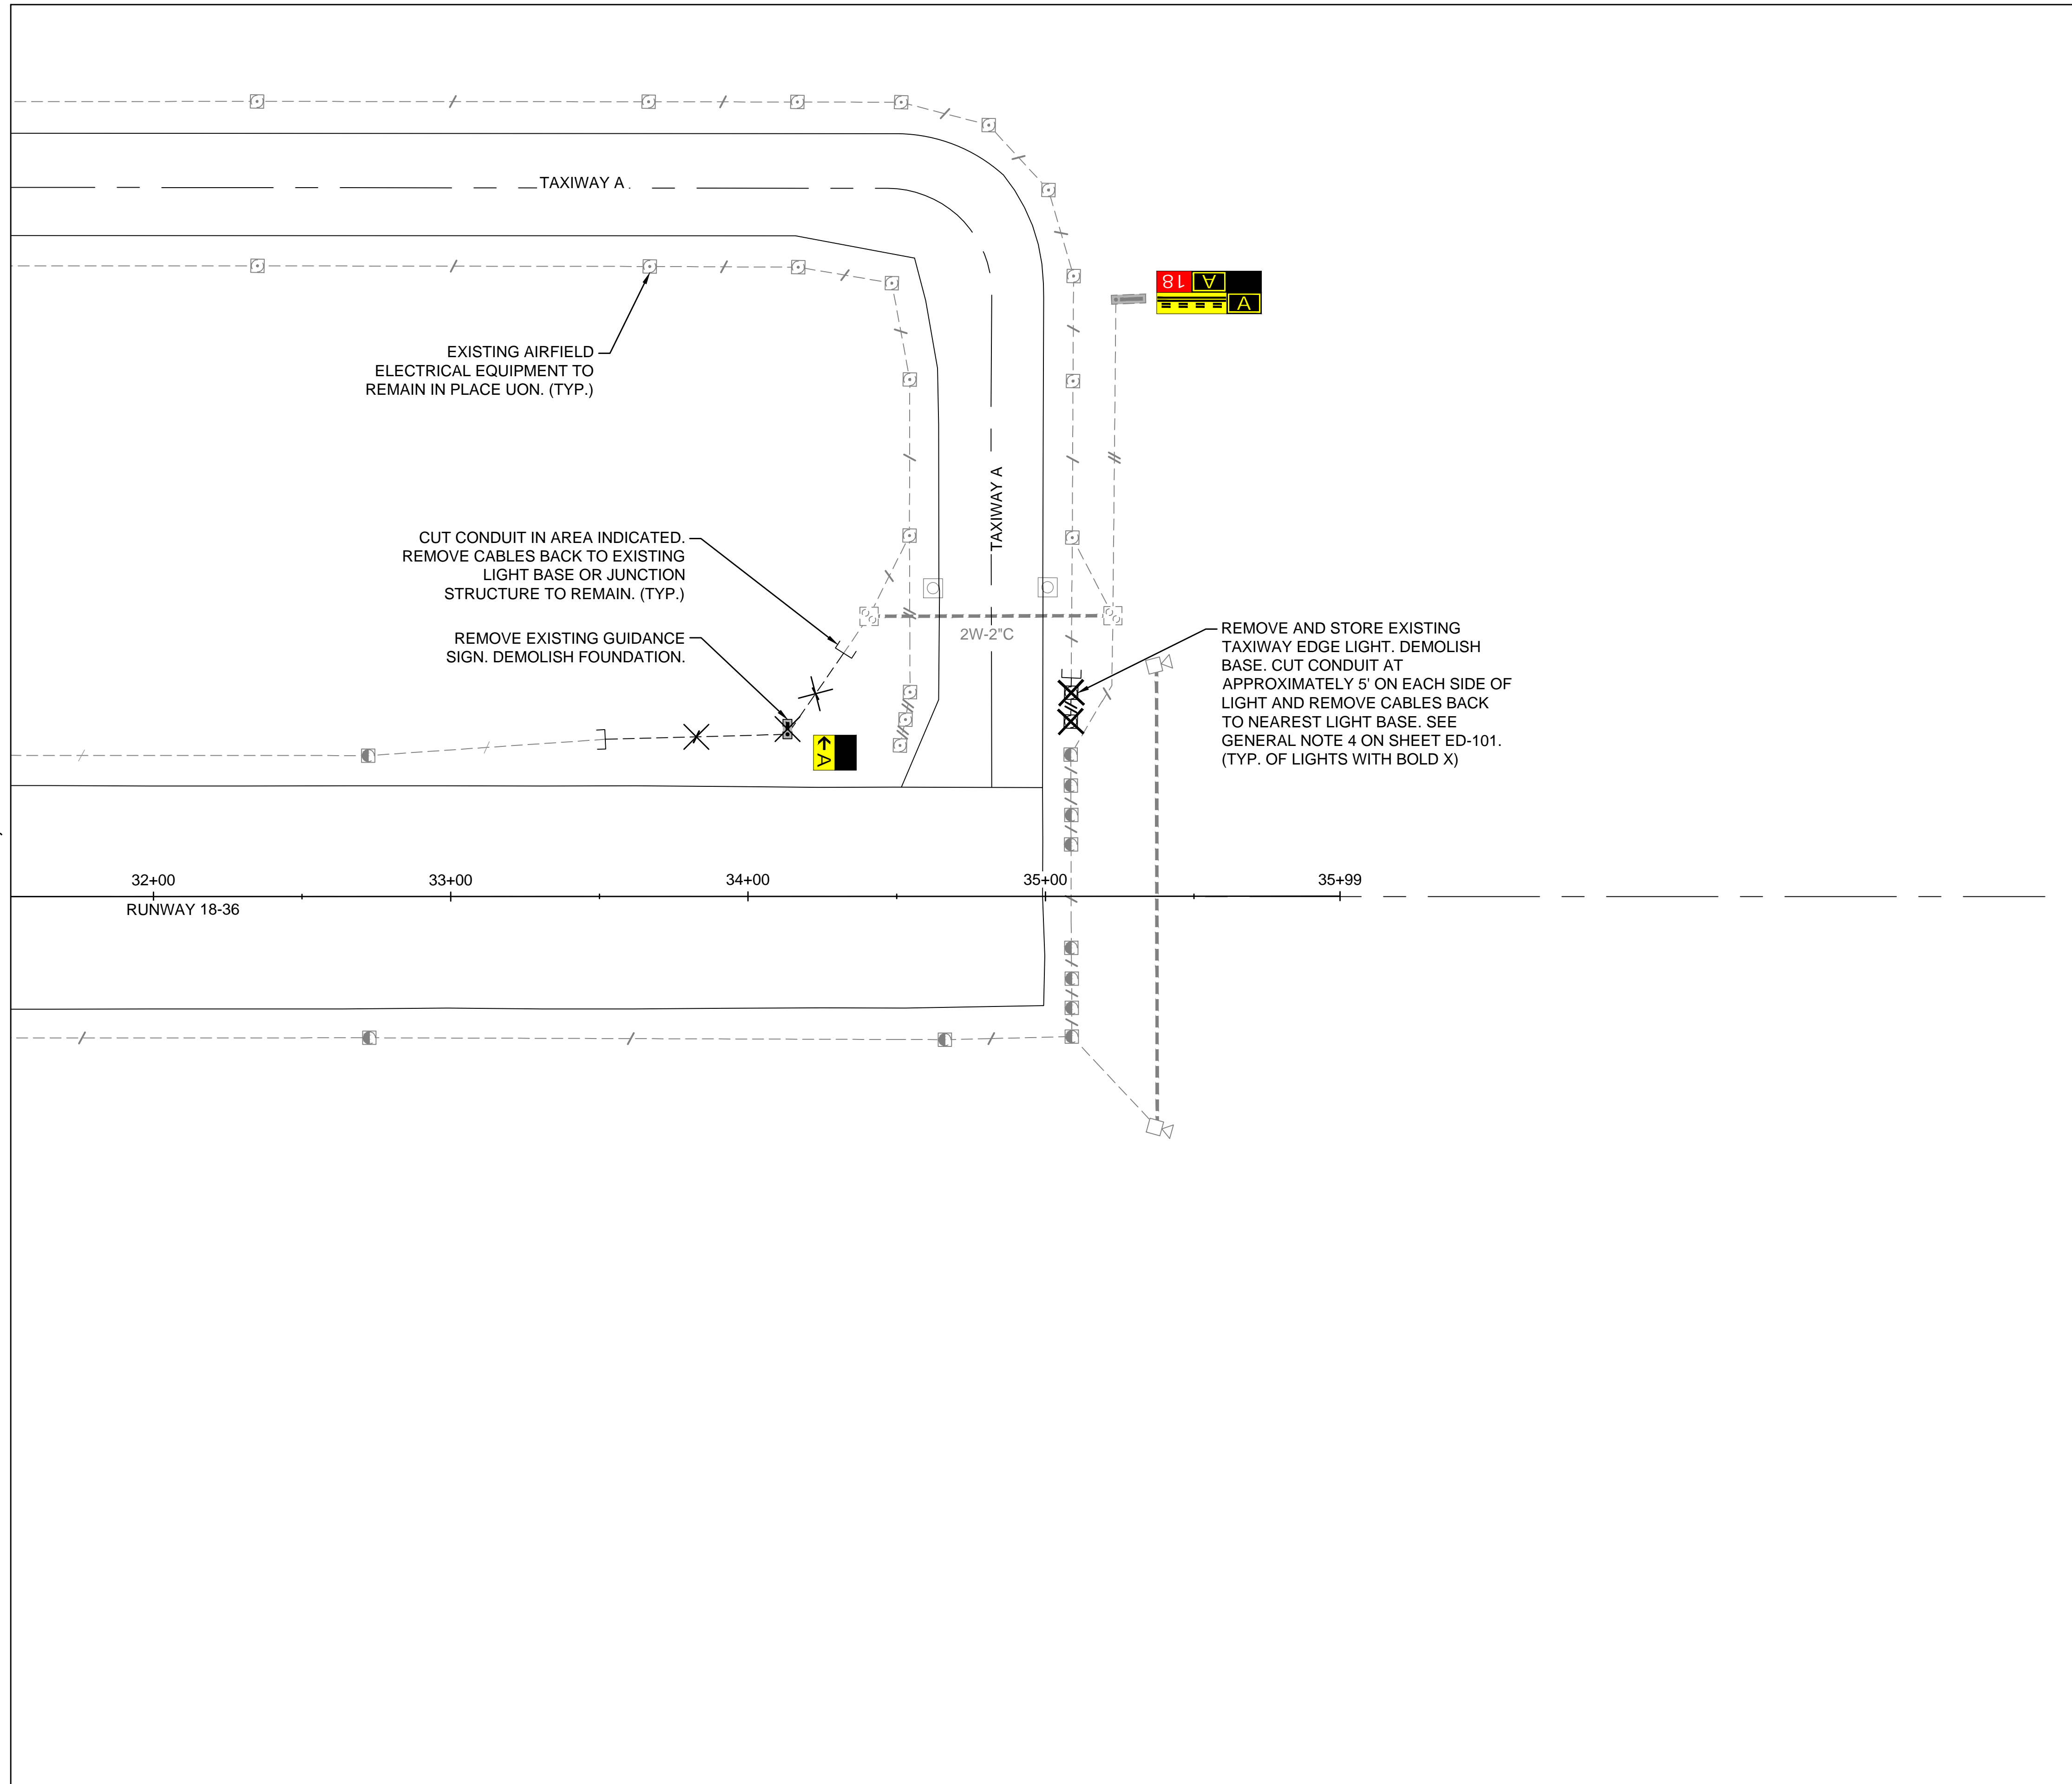 TAXIWAY A
18 A
A
EXISTING AIRFIELD
ELECTRICAL EQUIPMENT TO
REMAIN IN PLACE UON. (TYP.)
TAXIWAY A
CUT CONDUIT IN AREA INDICATED.
REMOVE CABLES BACK TO EXISTING
LIGHT BASE OR JUNCTION
STRUCTURE TO REMAIN. (TYP.)
2W-2"C
REMOVE EXISTING GUIDANCE
SIGN. DEMOLISH FOUNDATION.
REMOVE AND STORE EXISTING
TAXIWAY EDGE LIGHT. DEMOLISH
BASE. CUT CONDUIT AT
APPROXIMATELY 5' ON EACH SIDE OF
LIGHT AND REMOVE CABLES BACK
TO NEAREST LIGHT BASE. SEE
GENERAL NOTE 4 ON SHEET ED-101.
(TYP. OF LIGHTS WITH BOLD X)
←A
32+00
33+00
34+00
35+00
35+99
RUNWAY 18-36